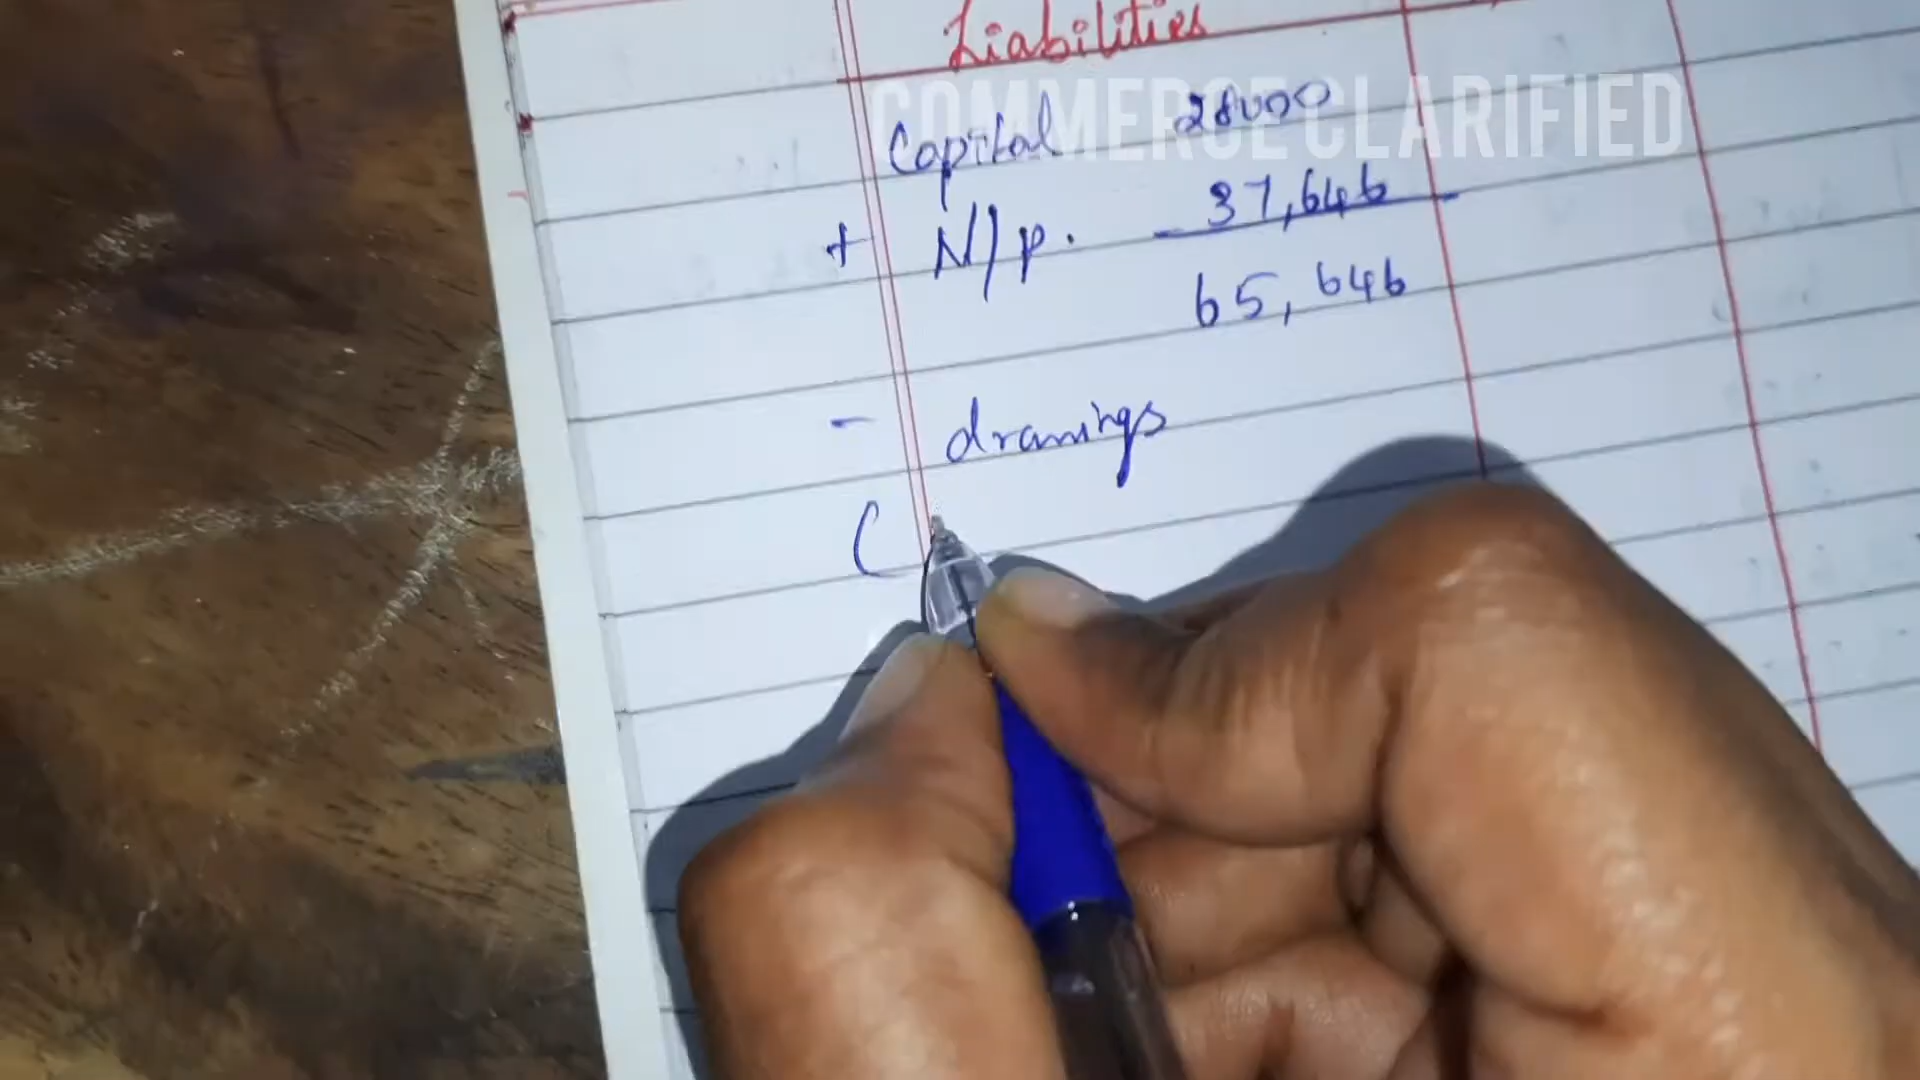 Liabilities
COMMERCE CLARIFIED
Capital 28000
+ N/p. 37,646
65,646
- drawings
(